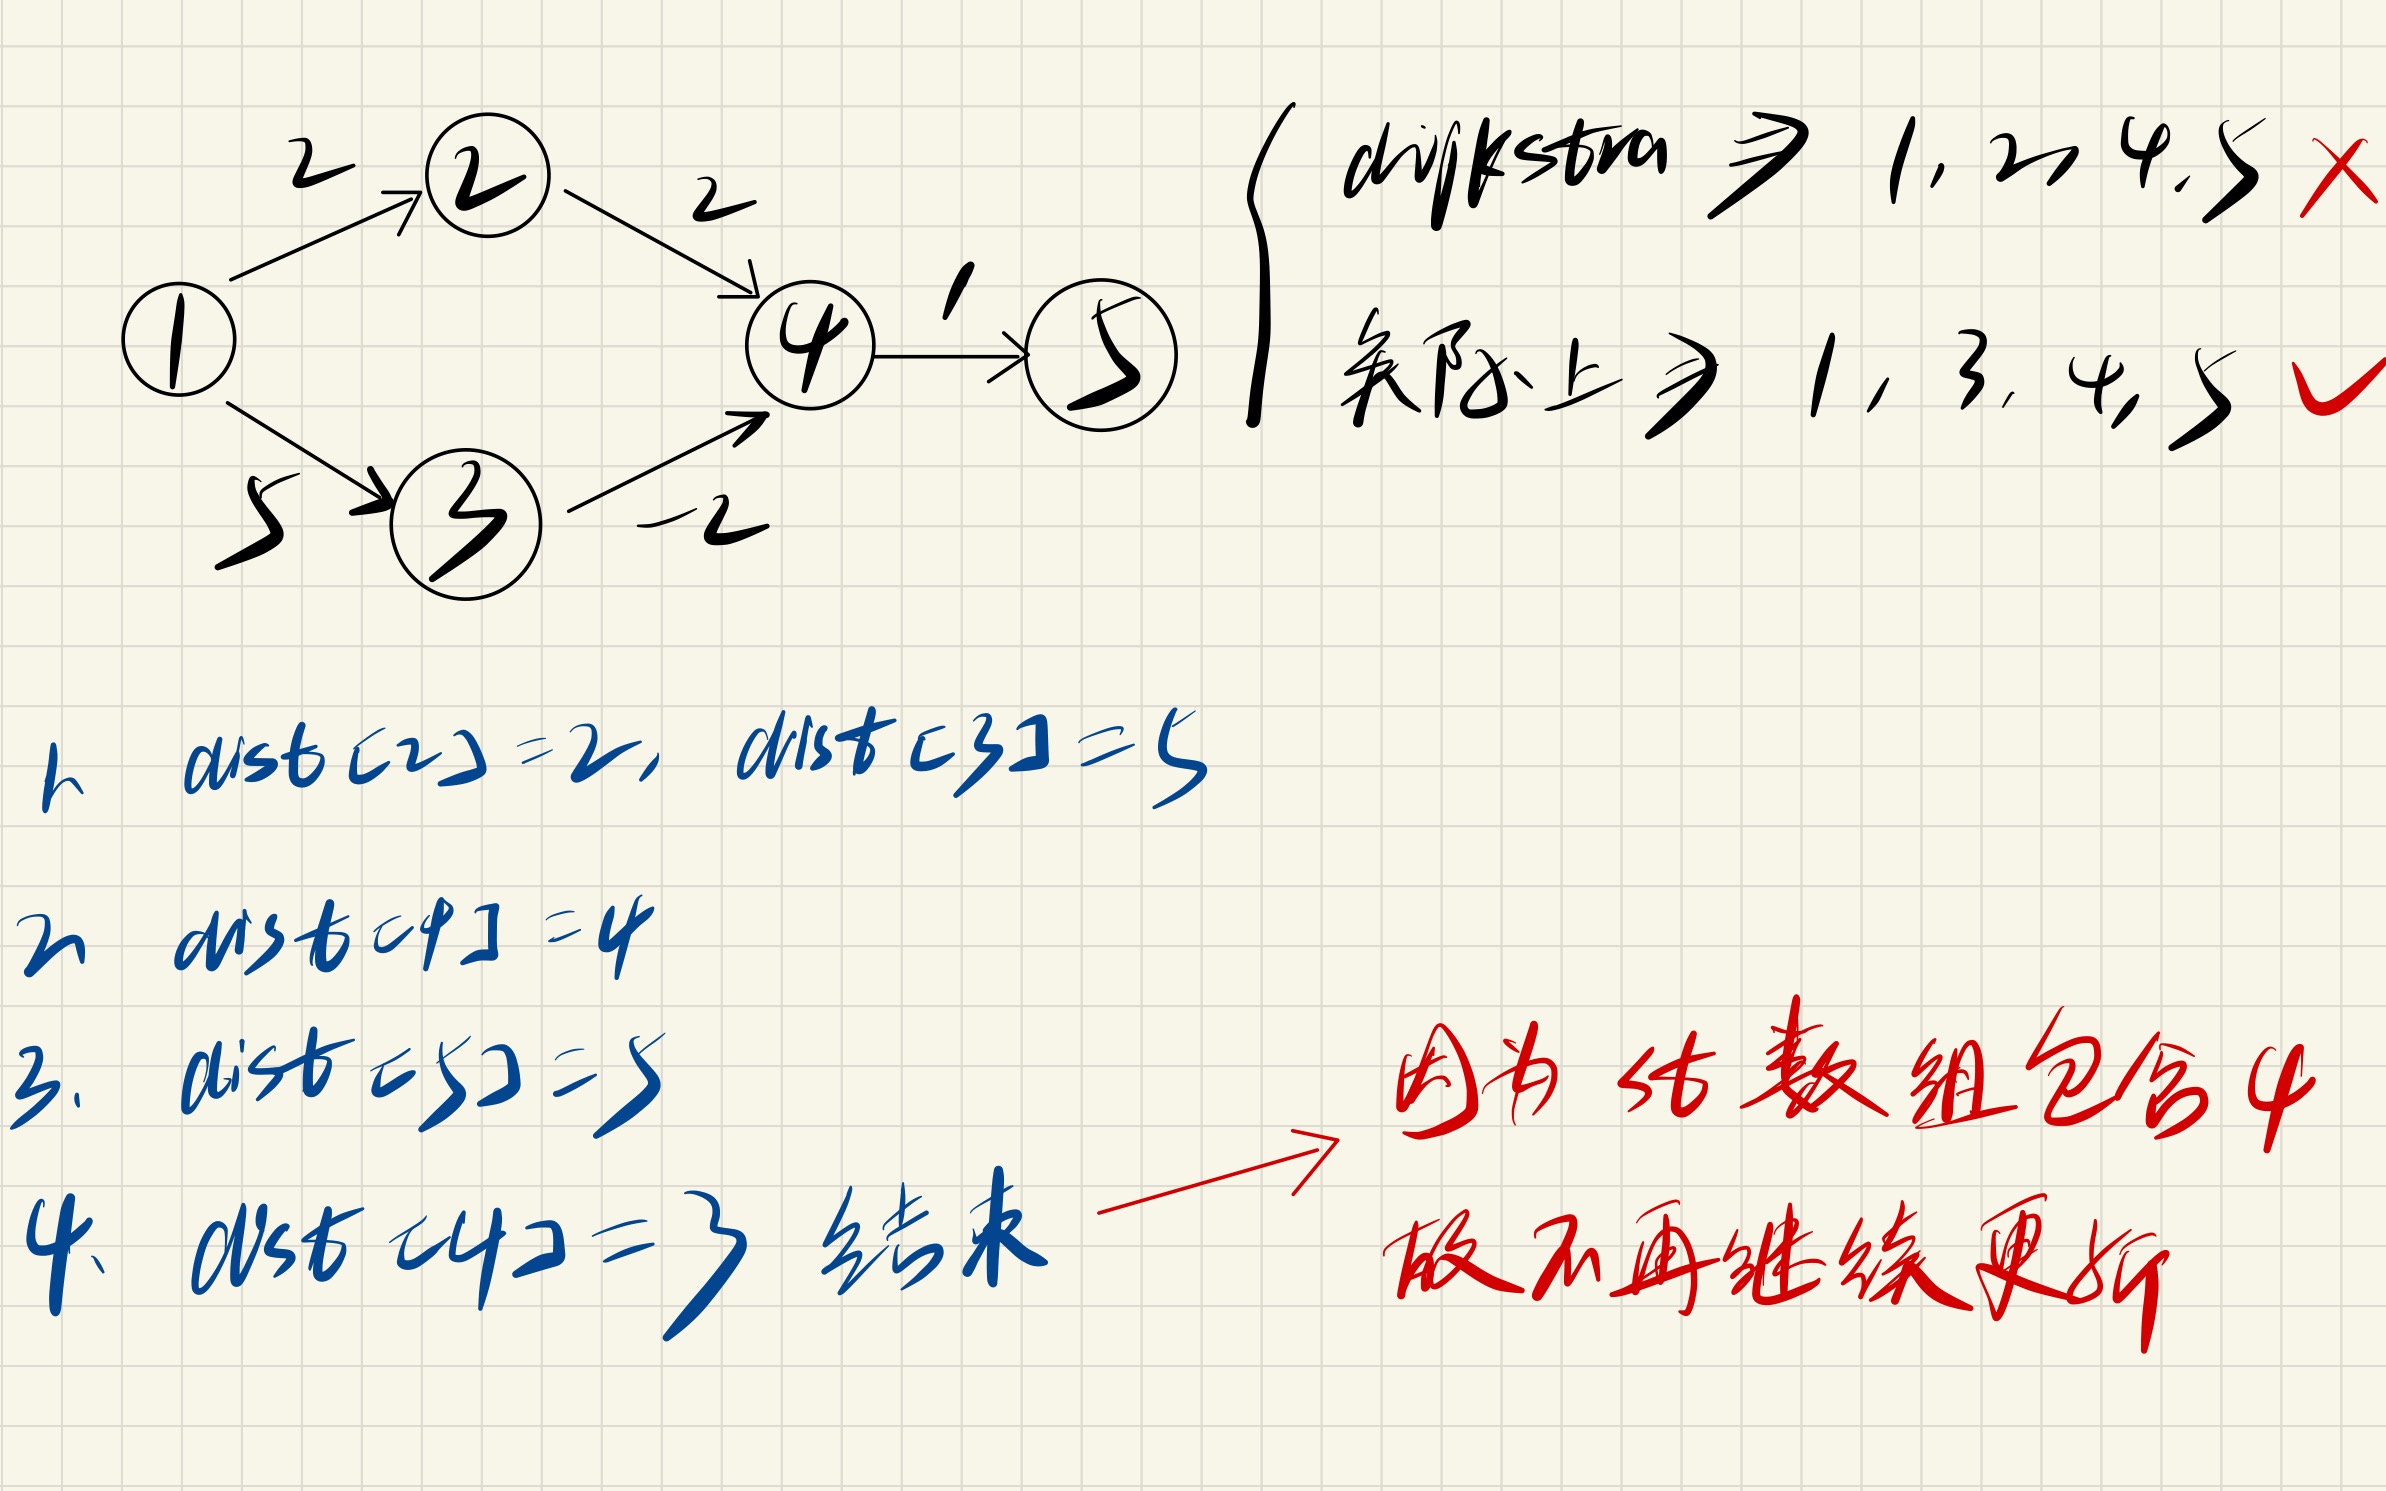 2
②
2
①
④
1
⑤
5
③
-2
dijkstra ⇒ 1, 2, 4, 5 ×
实际上 ⇒ 1, 3, 4, 5 ✓
1、 dist[2]=2, dist[3]=5
2、 dist[4]=4
3、 dist[5]=5
4、 dist[4]=3 结束
因为 st 数组包含4
故不再继续更新